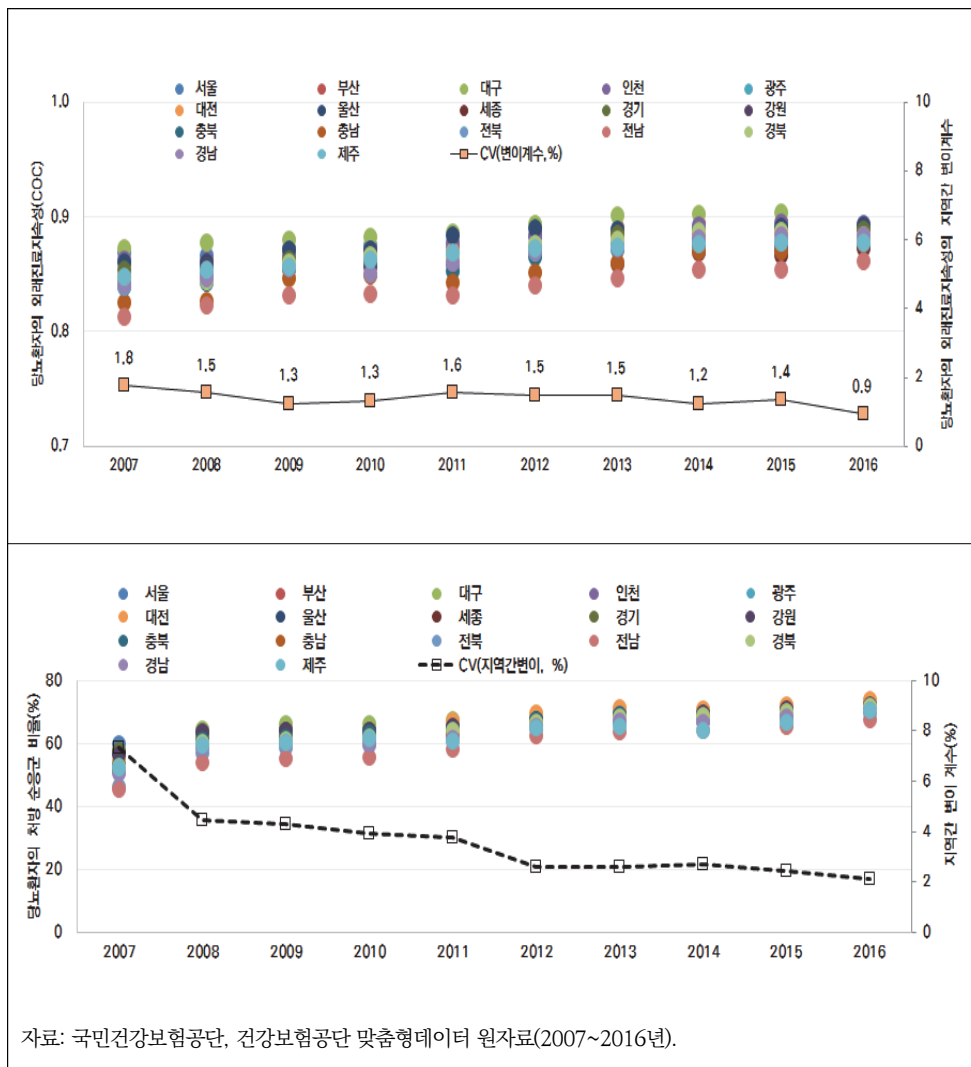 서울 부산 대구 인천 광주
대전 울산 세종 경기 강원
충북 충남 전북 전남 경북
경남 제주 CV(변이계수,%)
당뇨환자의 외래진료지속성(COC)
1.0
0.9
0.8
0.7
1.8 1.5 1.3 1.3 1.6 1.5 1.5 1.2 1.4 0.9
2007 2008 2009 2010 2011 2012 2013 2014 2015 2016
10
8
6
4
2
0
당뇨환자의 외래진료지속성의 지역간 변이계수
서울 부산 대구 인천 광주
대전 울산 세종 경기 강원
충북 충남 전북 전남 경북
경남 제주 CV(지역간변이, %)
당뇨환자의 처방 순응군 비율(%)
80
60
40
20
0
2007 2008 2009 2010 2011 2012 2013 2014 2015 2016
10
8
6
4
2
0
지역간 변이 계수(%)
자료: 국민건강보험공단, 건강보험공단 맞춤형데이터 원자료(2007~2016년).